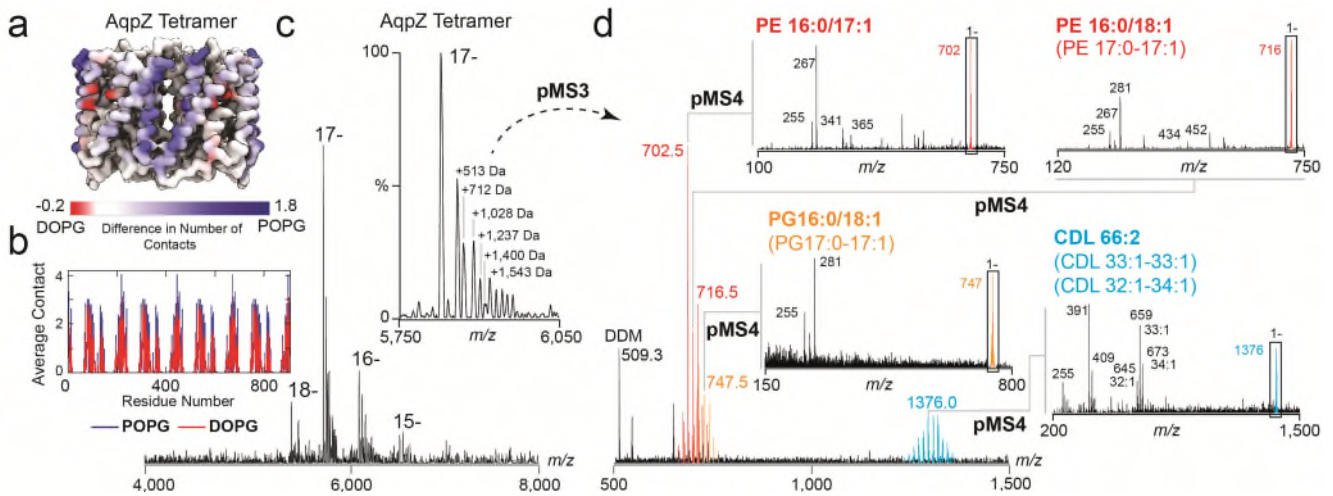 a
AqpZ Tetramer
-0.2
1.8
DOPG
Difference in Number of
Contacts
POPG
b
Average Contact
4
2
0
0
400
800
Residue Number
POPG
DOPG
c
AqpZ Tetramer
100
%
0
17-
+513 Da
+712 Da
+1,028 Da
+1,237 Da
+1,400 Da
+1,543 Da
5,750
m/z
6,050
pMS3
17-
18-
16-
15-
4,000
6,000
8,000
m/z
d
PE 16:0/17:1
1-
702
267
255
341
365
100
m/z
750
pMS4
PE 16:0/18:1
(PE 17:0-17:1)
1-
716
281
267
255
434
452
120
m/z
750
pMS4
702.5
716.5
747.5
DDM
509.3
pMS4
PG16:0/18:1
(PG17:0-17:1)
1-
747
281
255
150
m/z
800
CDL 66:2
(CDL 33:1-33:1)
(CDL 32:1-34:1)
1-
1376
391
659
33:1
409
673
34:1
645
32:1
255
200
m/z
1,500
1376.0
pMS4
500
1,000
1,500
m/z